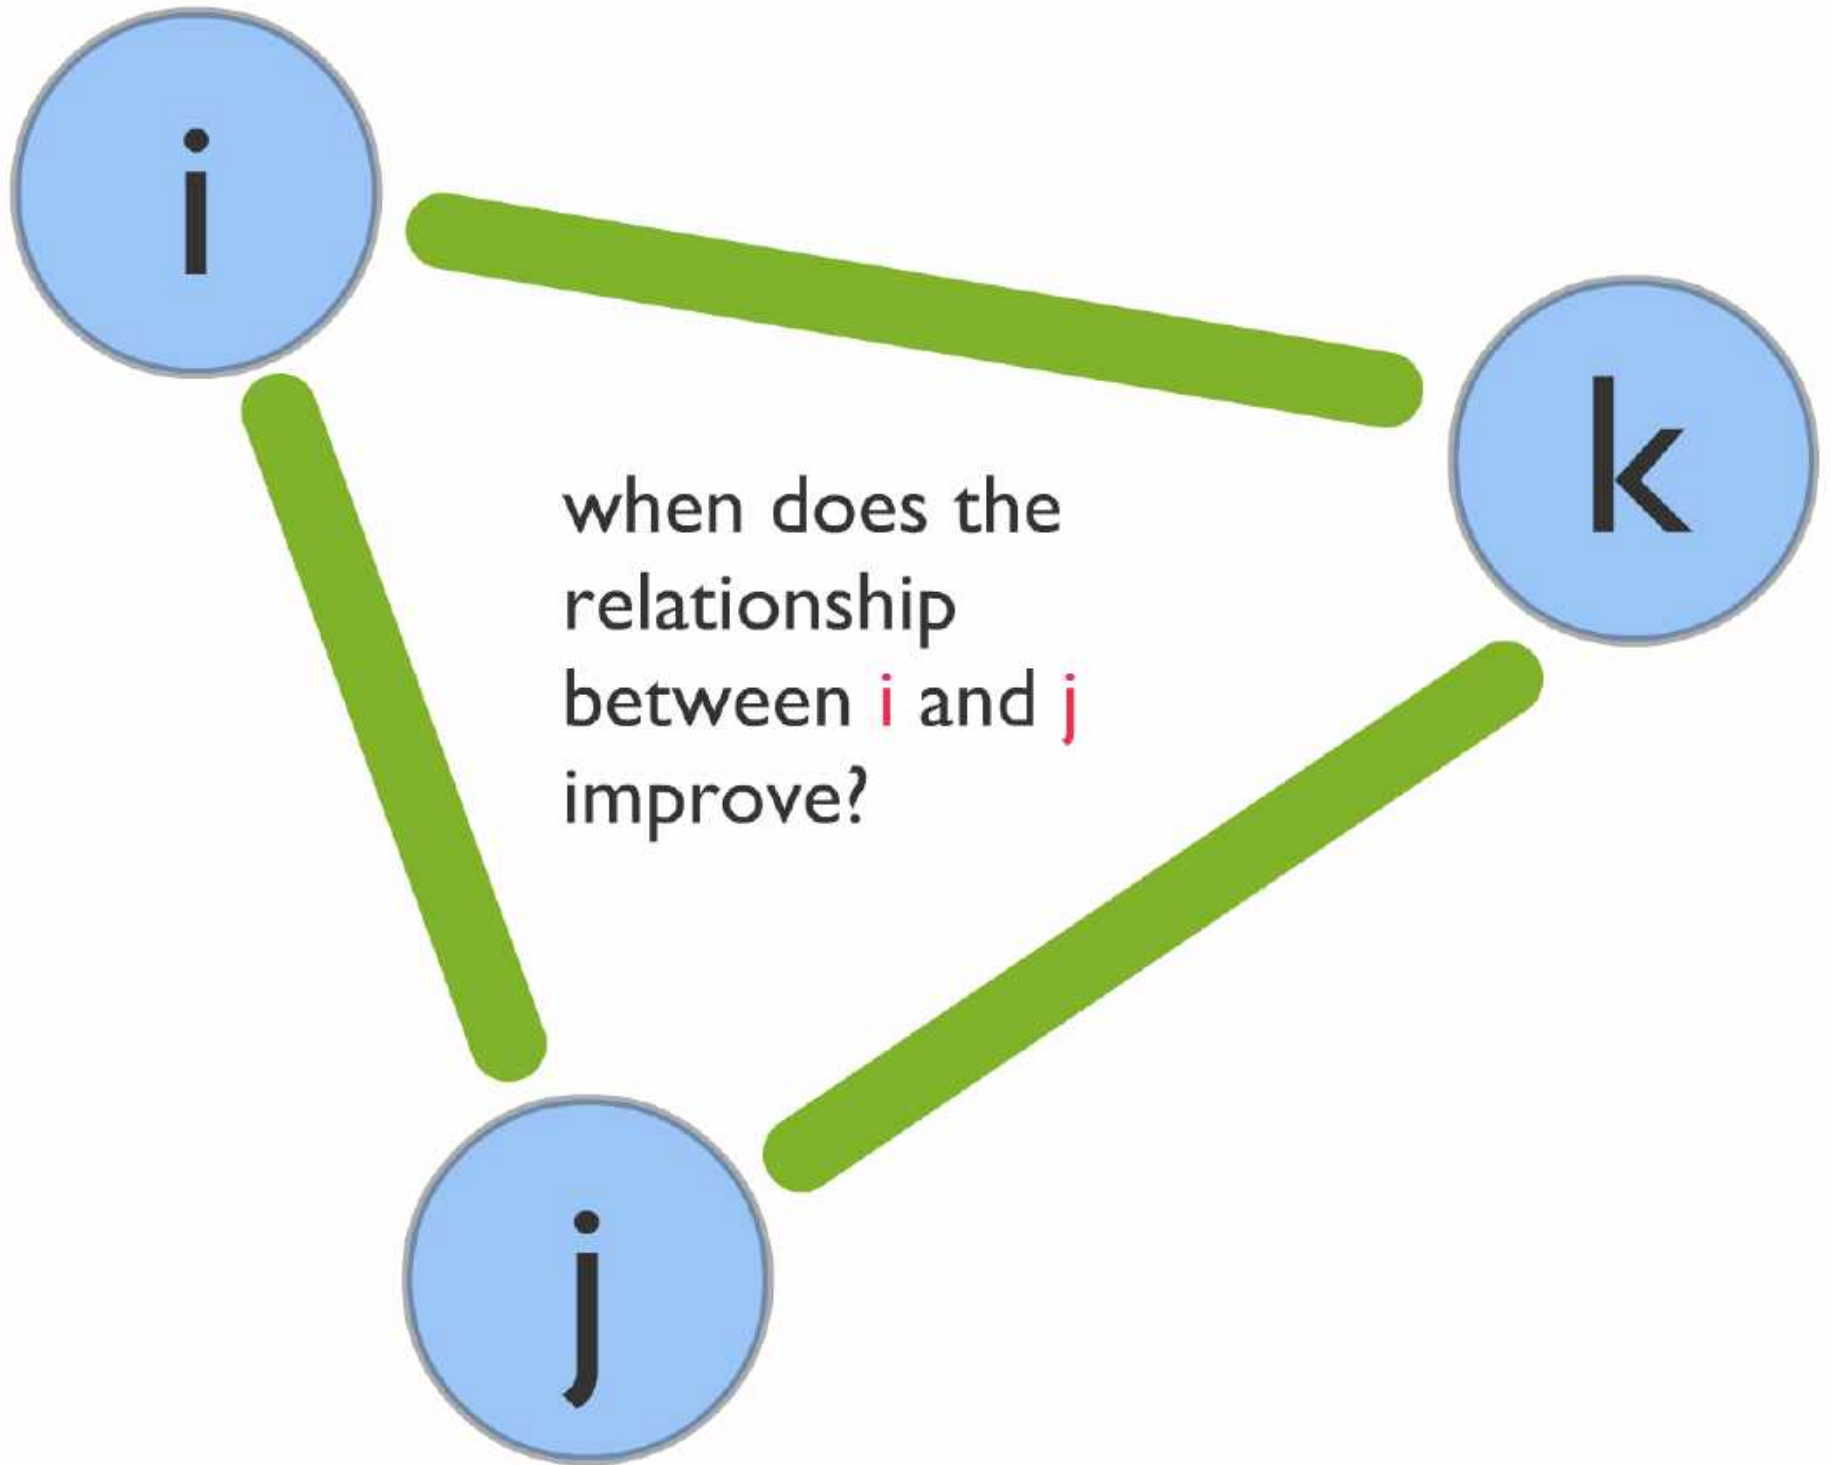 i
k
when does the
relationship
between i and j
improve?
j